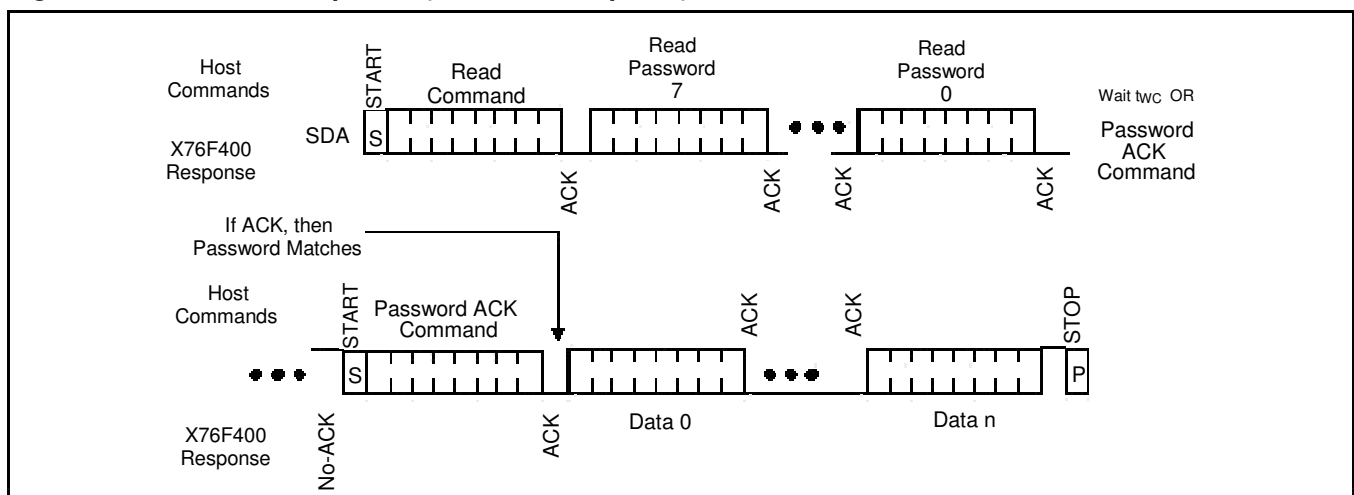 Host
Commands
START
Read
Command
Read
Password
7
Read
Password
0
Wait tWC OR
Password
ACK
Command
SDA
S
X76F400
Response
ACK
ACK
ACK
ACK
If ACK, then
Password Matches
Host
Commands
START
Password ACK
Command
ACK
ACK
STOP
S
P
X76F400
Response
No-ACK
ACK
Data 0
Data n